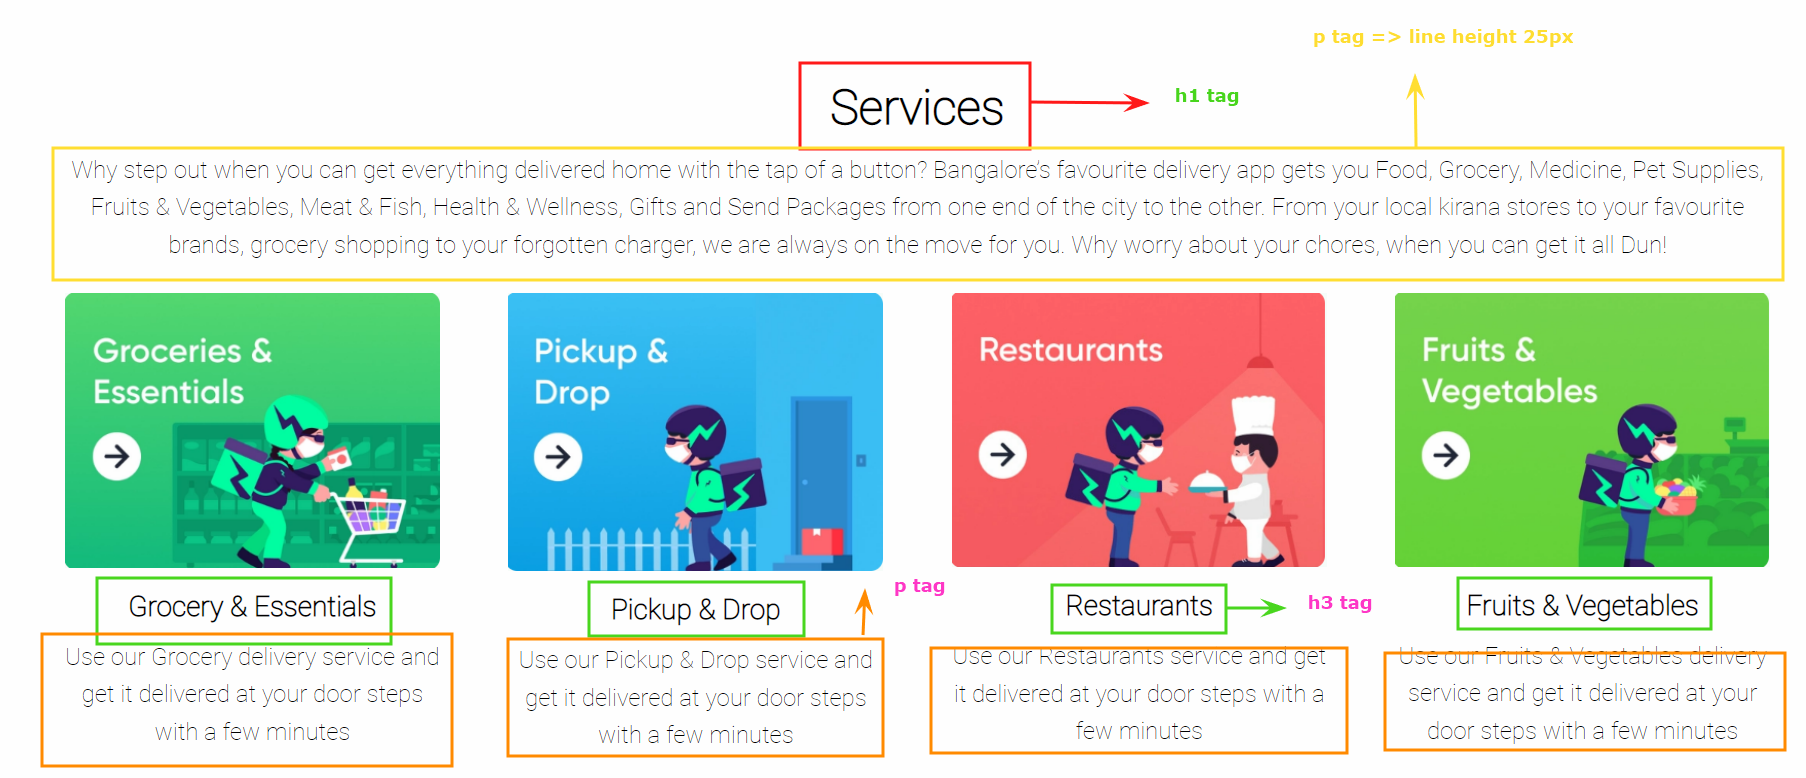 p tag => line height 25px
Services
h1 tag
Why step out when you can get everything delivered home with the tap of a button? Bangalore's favourite delivery app gets you Food, Grocery, Medicine, Pet Supplies,
Fruits & Vegetables, Meat & Fish, Health & Wellness, Gifts and Send Packages from one end of the city to the other. From your local kirana stores to your favourite
brands, grocery shopping to your forgotten charger, we are always on the move for you. Why worry about your chores, when you can get it all Dun!
Groceries &
Essentials
Pickup &
Drop
Restaurants
Fruits &
Vegetables
Grocery & Essentials
Use our Grocery delivery service and
get it delivered at your door steps
with a few minutes
Pickup & Drop
p tag
Use our Pickup & Drop service and
get it delivered at your door steps
with a few minutes
Restaurants
h3 tag
Use our Restaurants service and get
it delivered at your door steps with a
few minutes
Fruits & Vegetables
Use our Fruits & Vegetables delivery
service and get it delivered at your
door steps with a few minutes